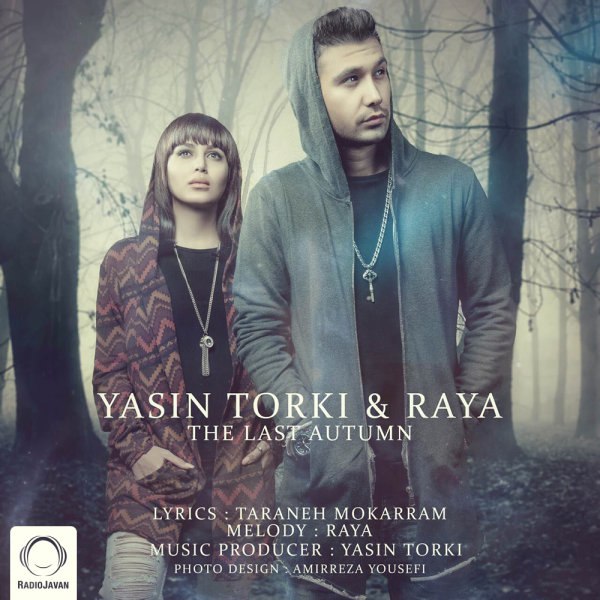 YASIN TORKI & RAYA
THE LAST AUTUMN
LYRICS : TARANEH MOKARRAM
MELODY : RAYA
MUSIC PRODUCER : YASIN TORKI
PHOTO DESIGN : AMIRREZA YOUSEFI
RADIOJAVAN